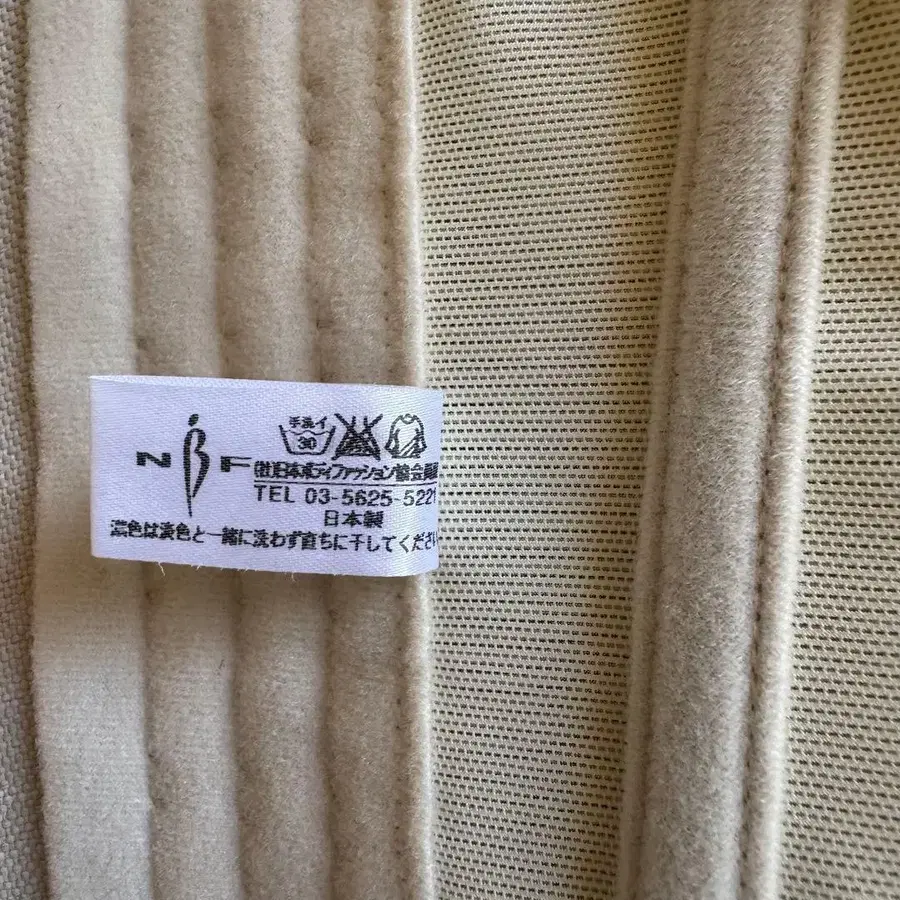 NBF
手洗イ
30
(社)日本ボディファッション協会会員
TEL 03-5625-5221
日本製
濃色は淡色と一緒に洗わず直ちに干してくださ